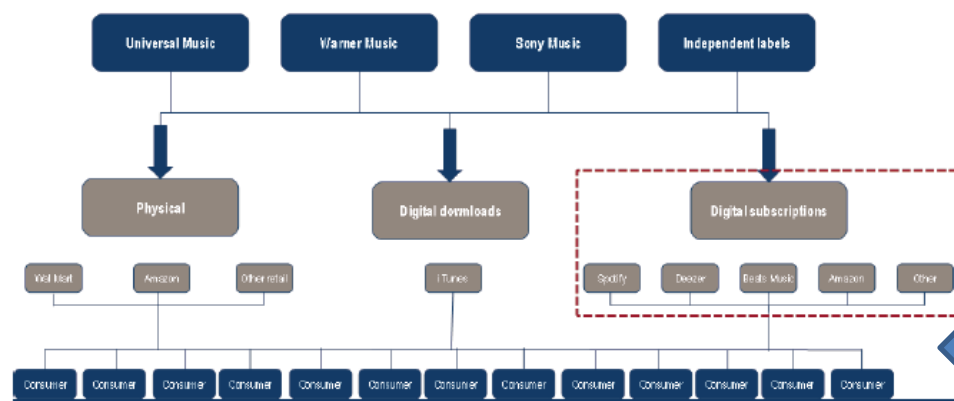 Universal Music
Warner Music
Sony Music
Independent labels
Physical
Digital downloads
Digital subscriptions
Wal Mart
Amazon
Other retail
iTunes
Spotify
Deezer
Beats Music
Amazon
Other
Consumer
Consumer
Consumer
Consumer
Consumer
Consumer
Consumer
Consumer
Consumer
Consumer
Consumer
Consumer
Consumer